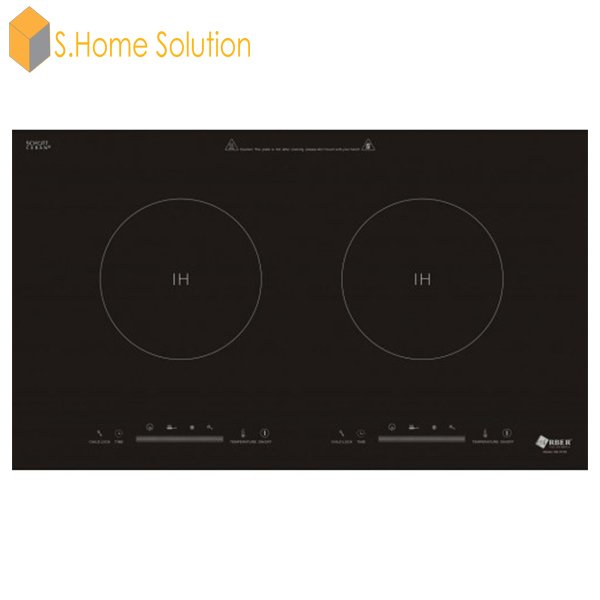 S.Home Solution
SCHOTT
CERAN®
Caution: The plate is hot after cooking, please don't touch with your hand!
IH
IH
CHILD LOCK TIME TEMPERATURE ON/OFF
CHILD LOCK TIME TEMPERATURE ON/OFF
ARBER®